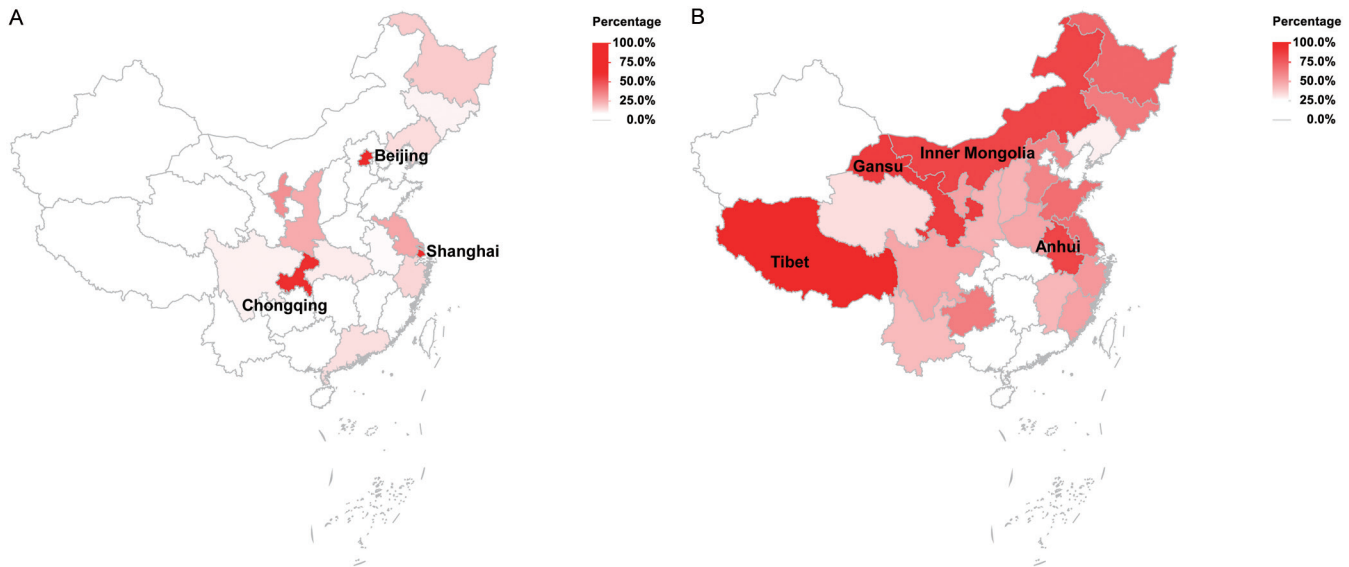 A
Percentage
100.0%
75.0%
50.0%
25.0%
0.0%
Beijing
Shanghai
Chongqing
B
Percentage
100.0%
75.0%
50.0%
25.0%
0.0%
Inner Mongolia
Gansu
Anhui
Tibet